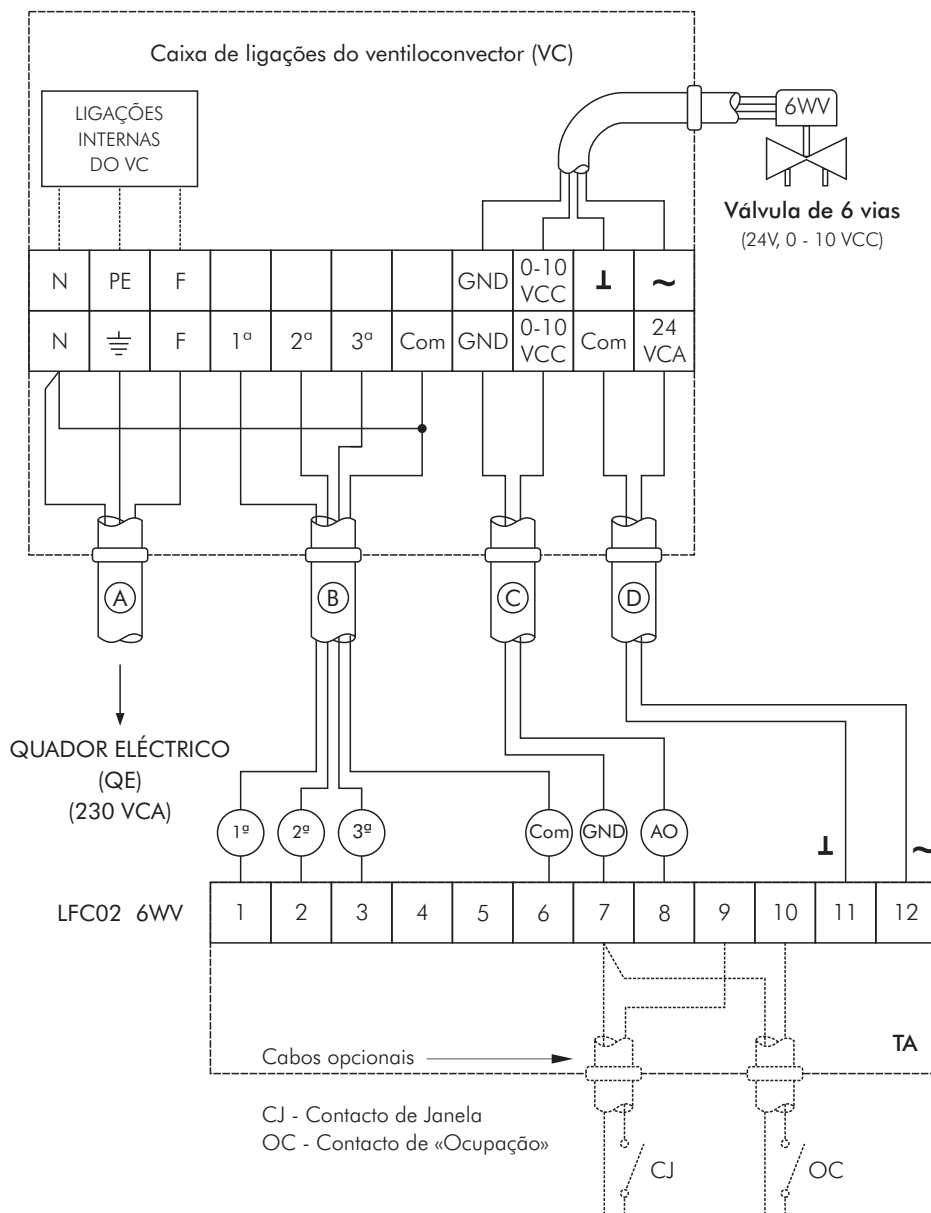 Caixa de ligações do ventiloconvector (VC)
LIGAÇÕES
INTERNAS
DO VC
6WV
Válvula de 6 vias
(24V, 0 - 10 VCC)
N PE F GND 0-10 VCC ⊥ ~
N ⏚ F 1ª 2ª 3ª Com GND 0-10 VCC Com 24 VCA
A B C D
QUADOR ELÉCTRICO
(QE)
(230 VCA)
1º 2º 3º Com GND AO ⊥ ~
LFC02 6WV 1 2 3 4 5 6 7 8 9 10 11 12
TA
Cabos opcionais
CJ - Contacto de Janela
OC - Contacto de «Ocupação»
CJ OC